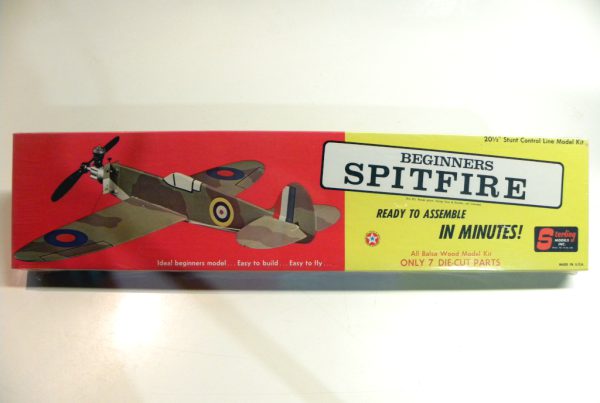 20½" Stunt Control Line Model Kit
BEGINNERS
SPITFIRE
READY TO ASSEMBLE
IN MINUTES!
Sterling
MODELS
INC.
All Balsa Wood Model Kit
ONLY 7 DIE-CUT PARTS
Ideal beginners model... Easy to build... Easy to fly...
MADE IN U.S.A.